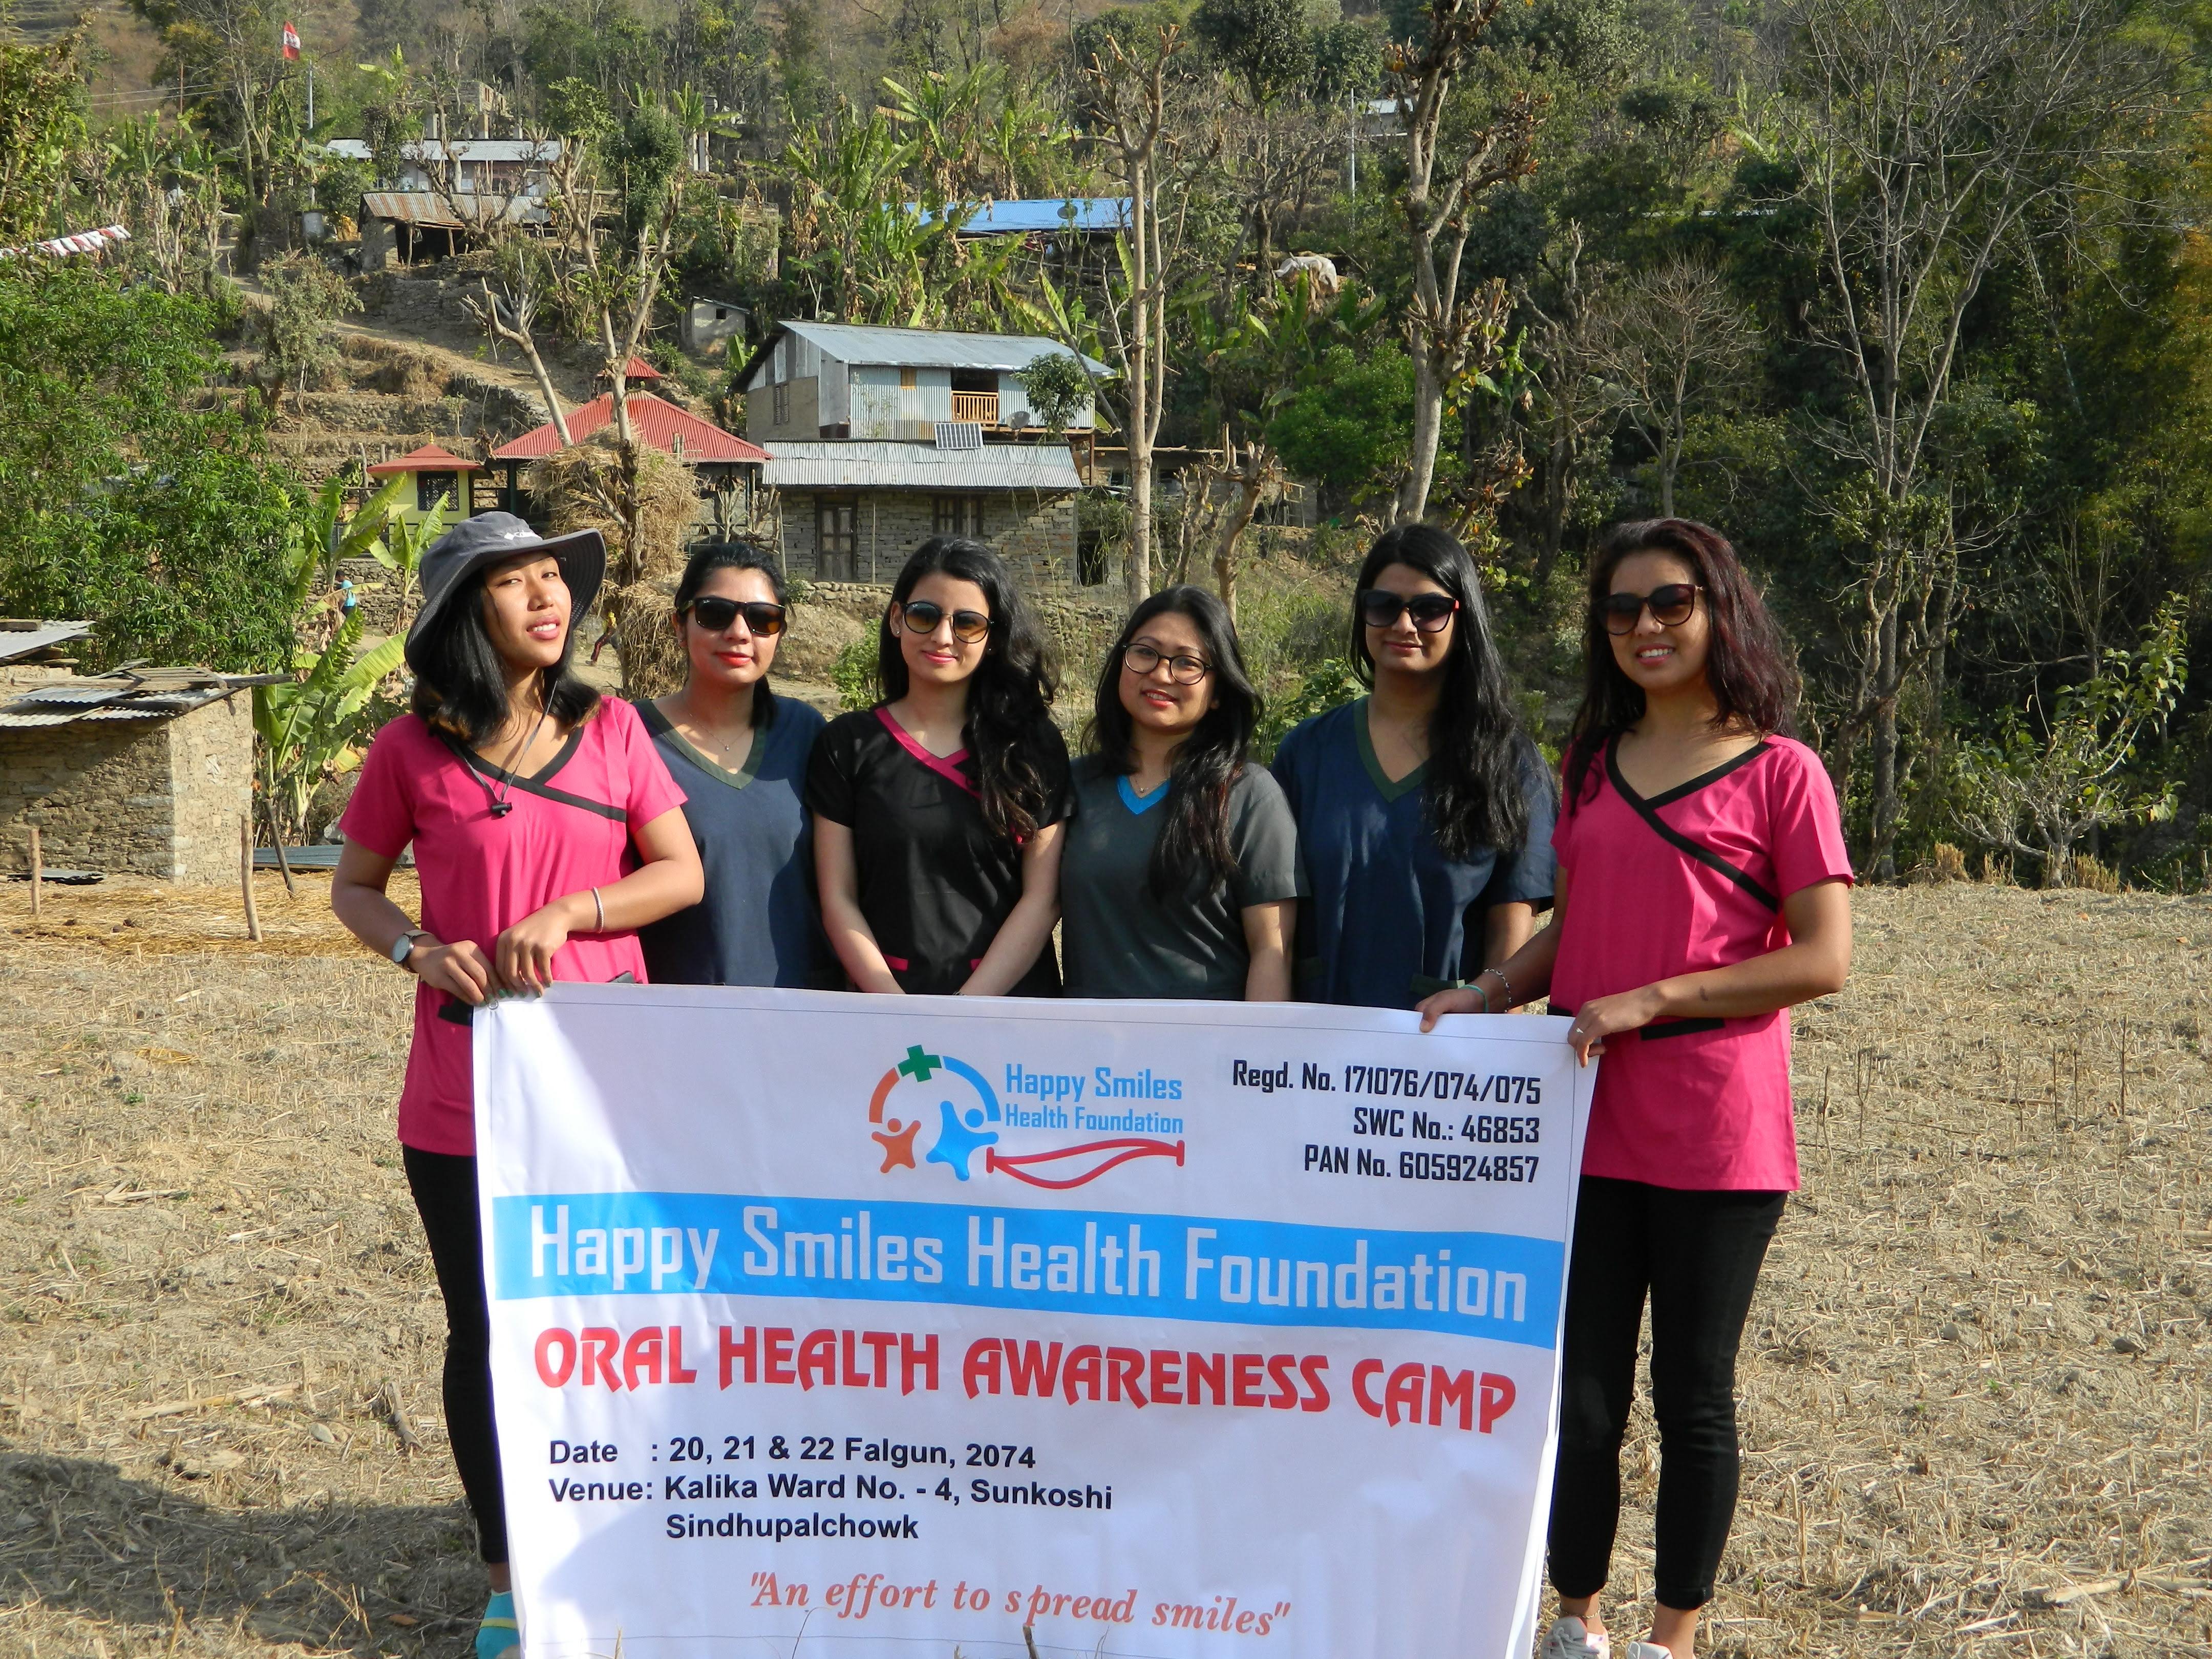 Happy Smiles
Health Foundation
Regd. No. 171076/074/075
SWC No.: 46853
PAN No. 605924857
Happy Smiles Health Foundation
ORAL HEALTH AWARENESS CAMP
Date : 20, 21 & 22 Falgun, 2074
Venue: Kalika Ward No. - 4, Sunkoshi
Sindhupalchowk
"An effort to spread smiles"